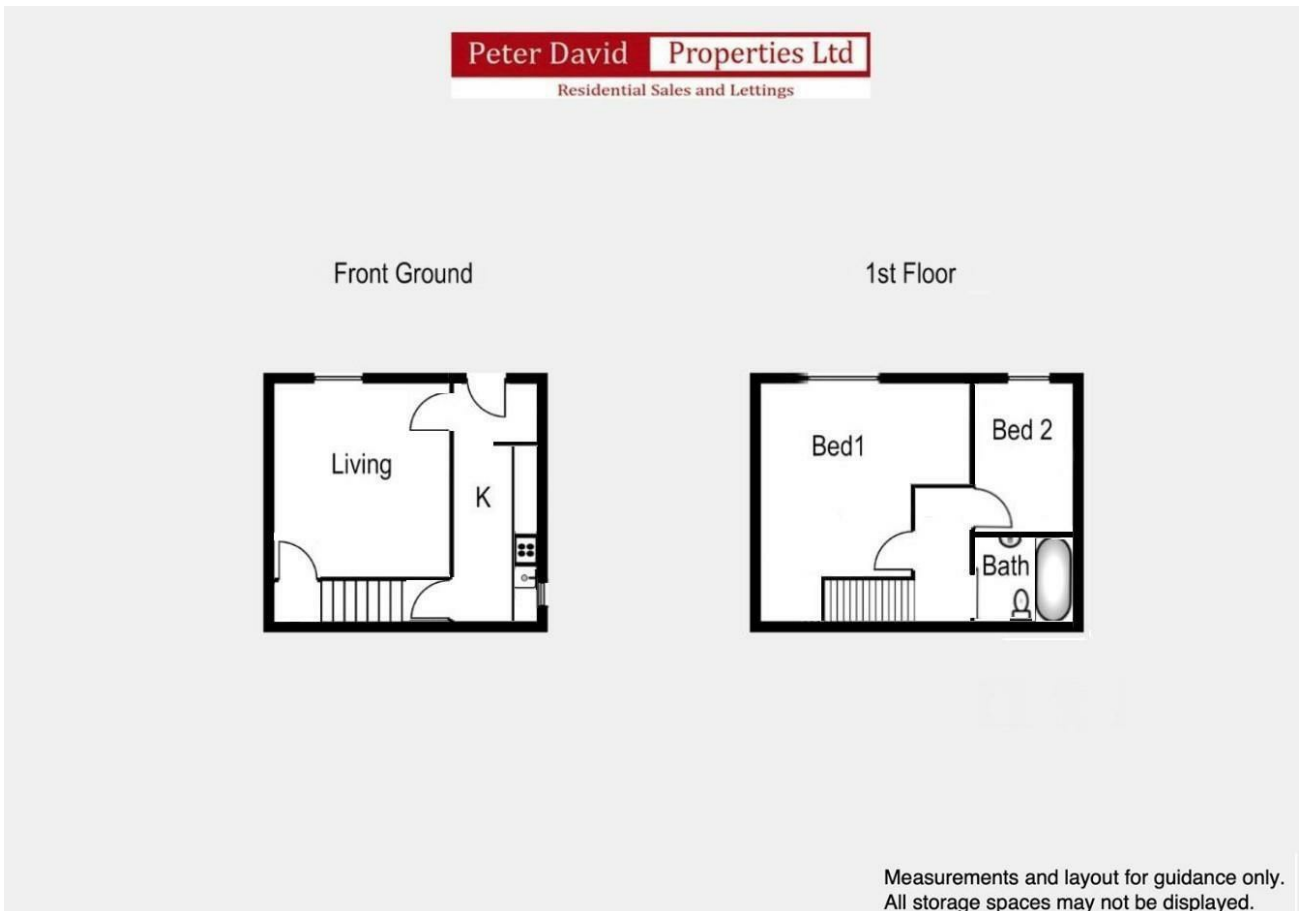 Peter David Properties Ltd
Residential Sales and Lettings
Front Ground
1st Floor
Living
K
Bed1
Bed 2
Bath
Measurements and layout for guidance only.
All storage spaces may not be displayed.